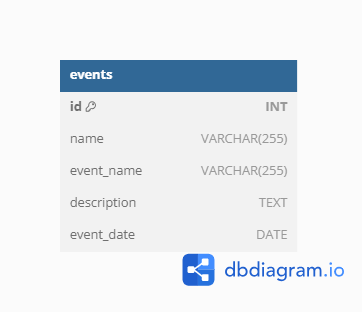 events
id INT
name VARCHAR(255)
event_name VARCHAR(255)
description TEXT
event_date DATE
dbdiagram.io